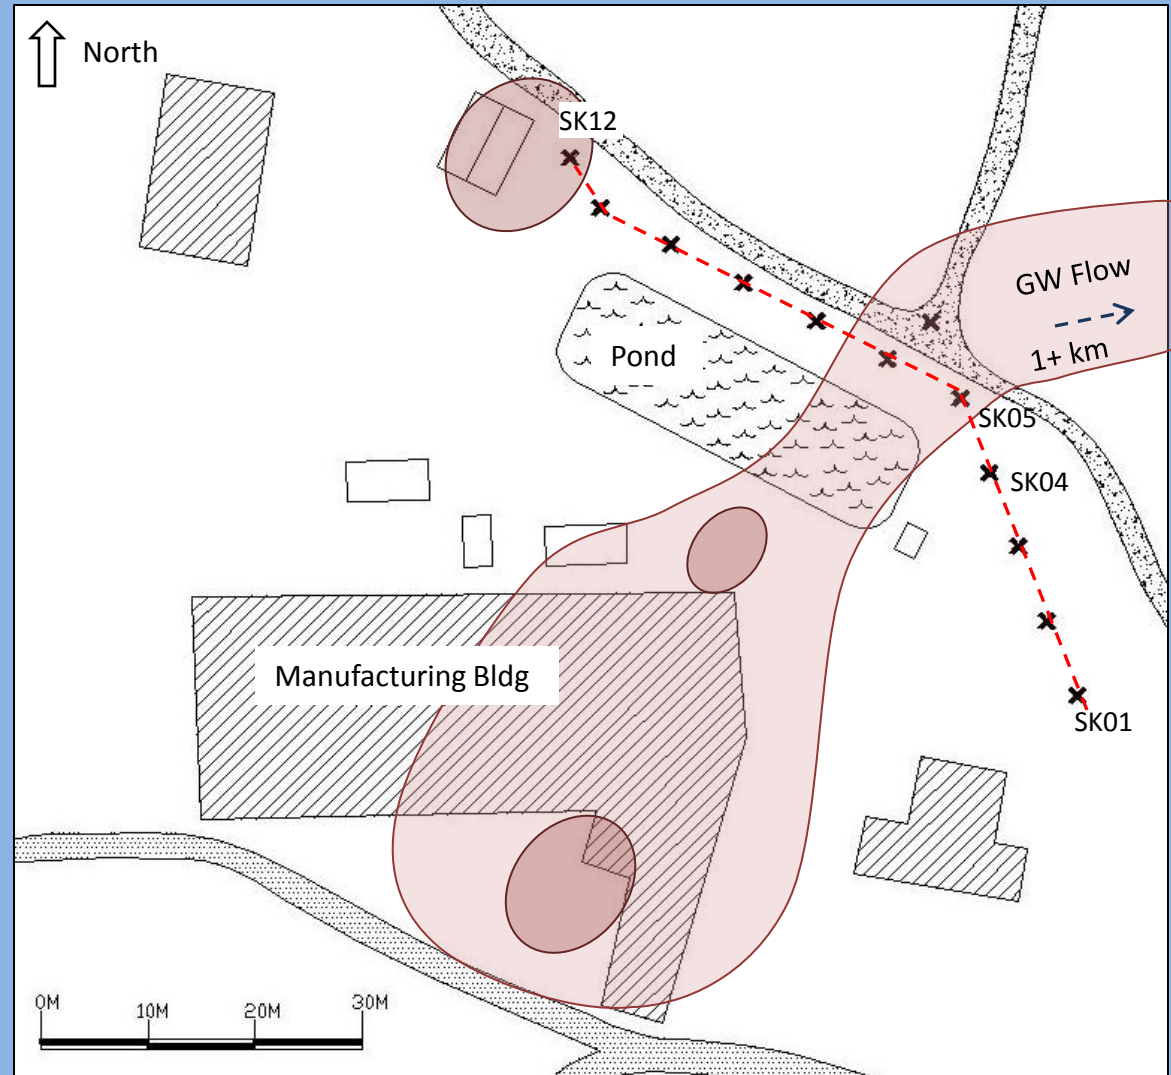 North
SK12
GW Flow
1+ km
Pond
SK05
SK04
Manufacturing Bldg
SK01
0M 10M 20M 30M